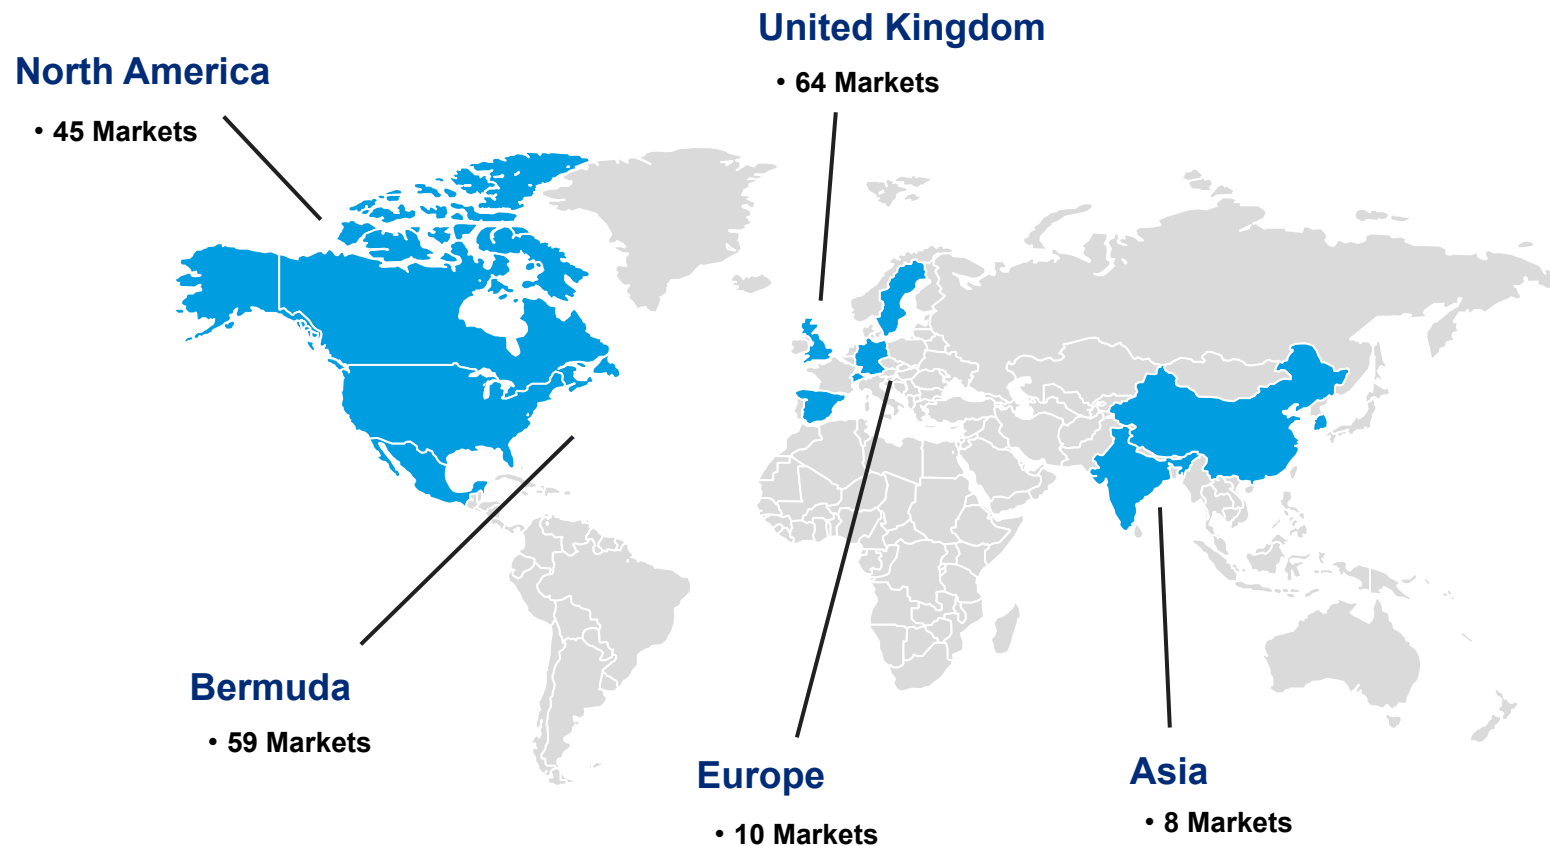 United Kingdom
• 64 Markets
North America
• 45 Markets
Bermuda
• 59 Markets
Europe
• 10 Markets
Asia
• 8 Markets